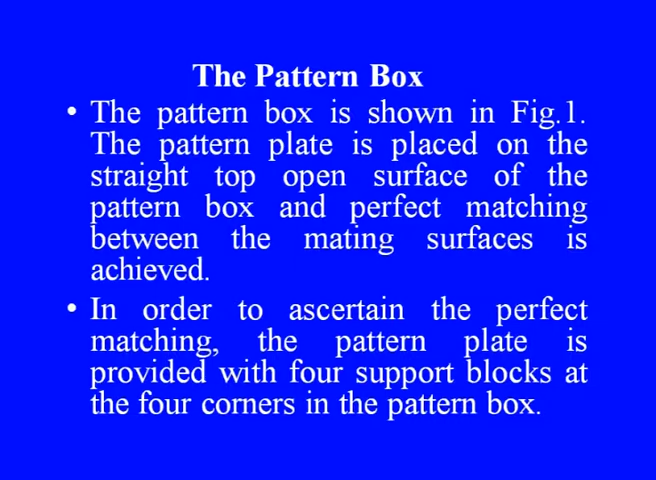 The Pattern Box
• The pattern box is shown in Fig.1.
The pattern plate is placed on the
straight top open surface of the
pattern box and perfect matching
between the mating surfaces is
achieved.
• In order to ascertain the perfect
matching, the pattern plate is
provided with four support blocks at
the four corners in the pattern box.